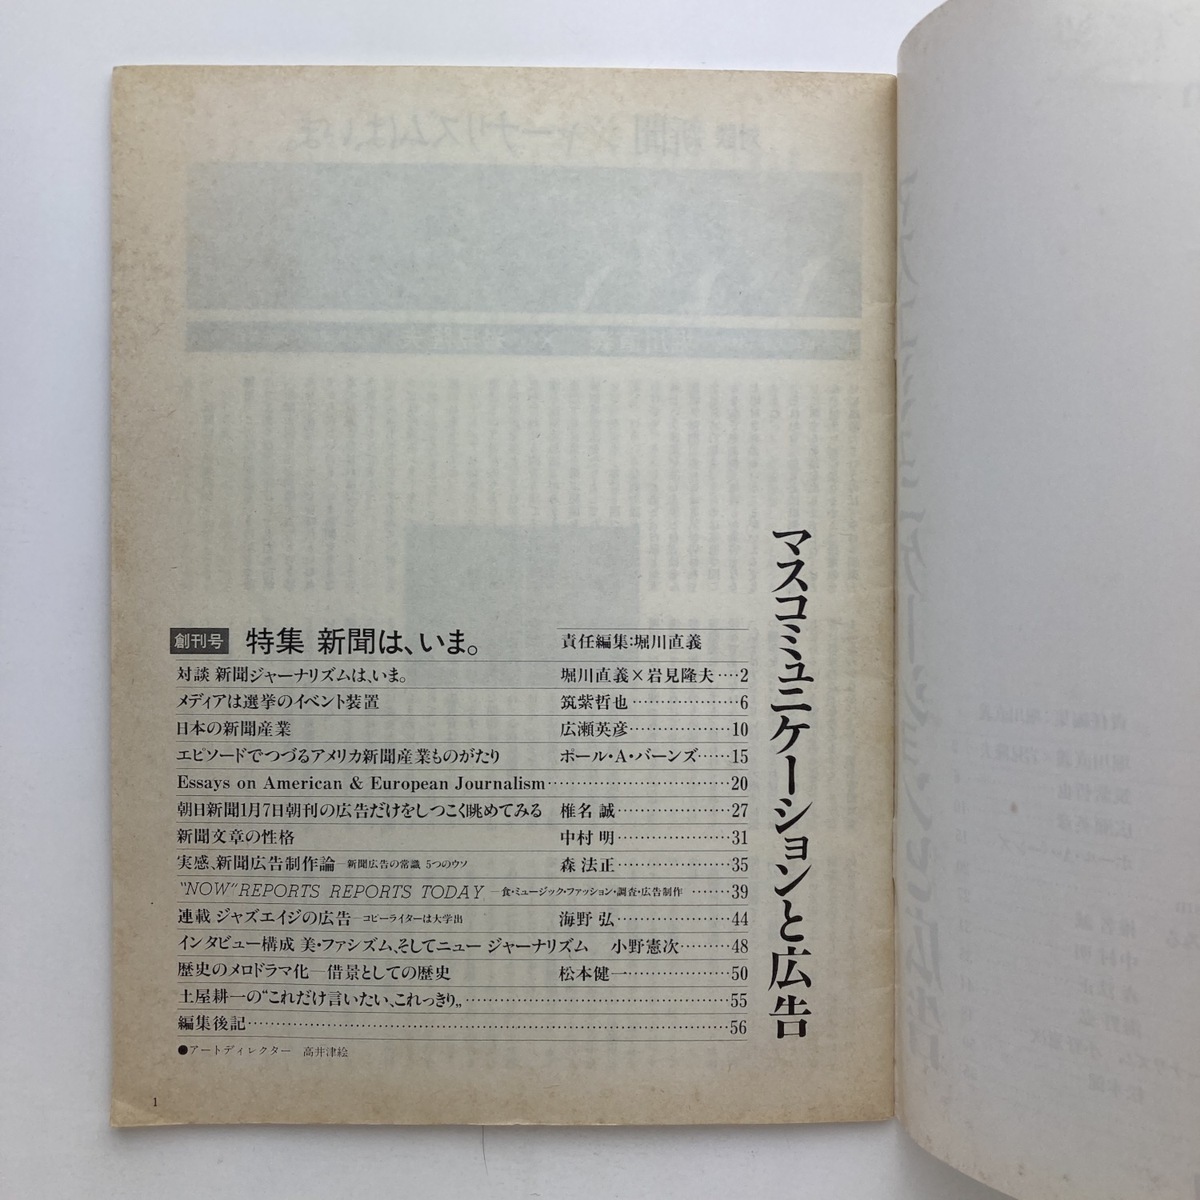 マスコミュニケーションと広告
創刊号 特集 新聞は、いま。 責任編集:堀川直義
対談 新聞ジャーナリズムは、いま。 堀川直義×岩見隆夫‥‥2
メディアは選挙のイベント装置 筑紫哲也………………6
日本の新聞産業 広瀬英彦………………10
エピソードでつづるアメリカ新聞産業ものがたり ポール・A・バーンズ……15
Essays on American & European Journalism………………………20
朝日新聞1月7日朝刊の広告だけをしつこく眺めてみる 椎名 誠………………27
新聞文章の性格 中村 明………………31
実感、新聞広告制作論—新聞広告の常識 5つのウソ 森 法正………………35
"NOW"REPORTS REPORTS TODAY —食・ミュージック・ファッション・調査・広告制作 ……39
連載 ジャズエイジの広告—コピーライターは大学出 海野 弘………………44
インタビュー構成 美・ファシズム、そしてニュー ジャーナリズム 小野憲次………48
歴史のメロドラマ化—借景としての歴史 松本健一………………50
土屋耕一の“これだけ言いたい、これっきり„………………………………55
編集後記………………………………………………………56
●アートディレクター 高井津絵
1